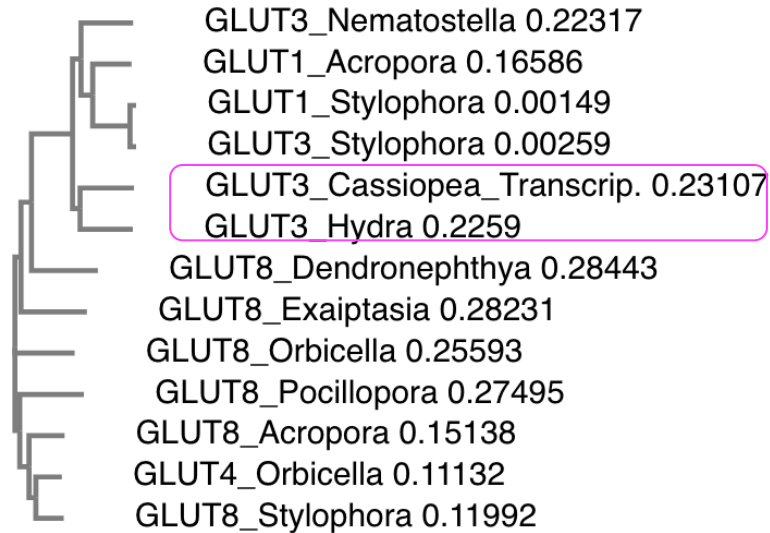 GLUT3_Nematostella 0.22317
GLUT1_Acropora 0.16586
GLUT1_Stylophora 0.00149
GLUT3_Stylophora 0.00259
GLUT3_Cassiopea_Transcrip. 0.23107
GLUT3_Hydra 0.2259
GLUT8_Dendronephthya 0.28443
GLUT8_Exaiptasia 0.28231
GLUT8_Orbicella 0.25593
GLUT8_Pocillopora 0.27495
GLUT8_Acropora 0.15138
GLUT4_Orbicella 0.11132
GLUT8_Stylophora 0.11992